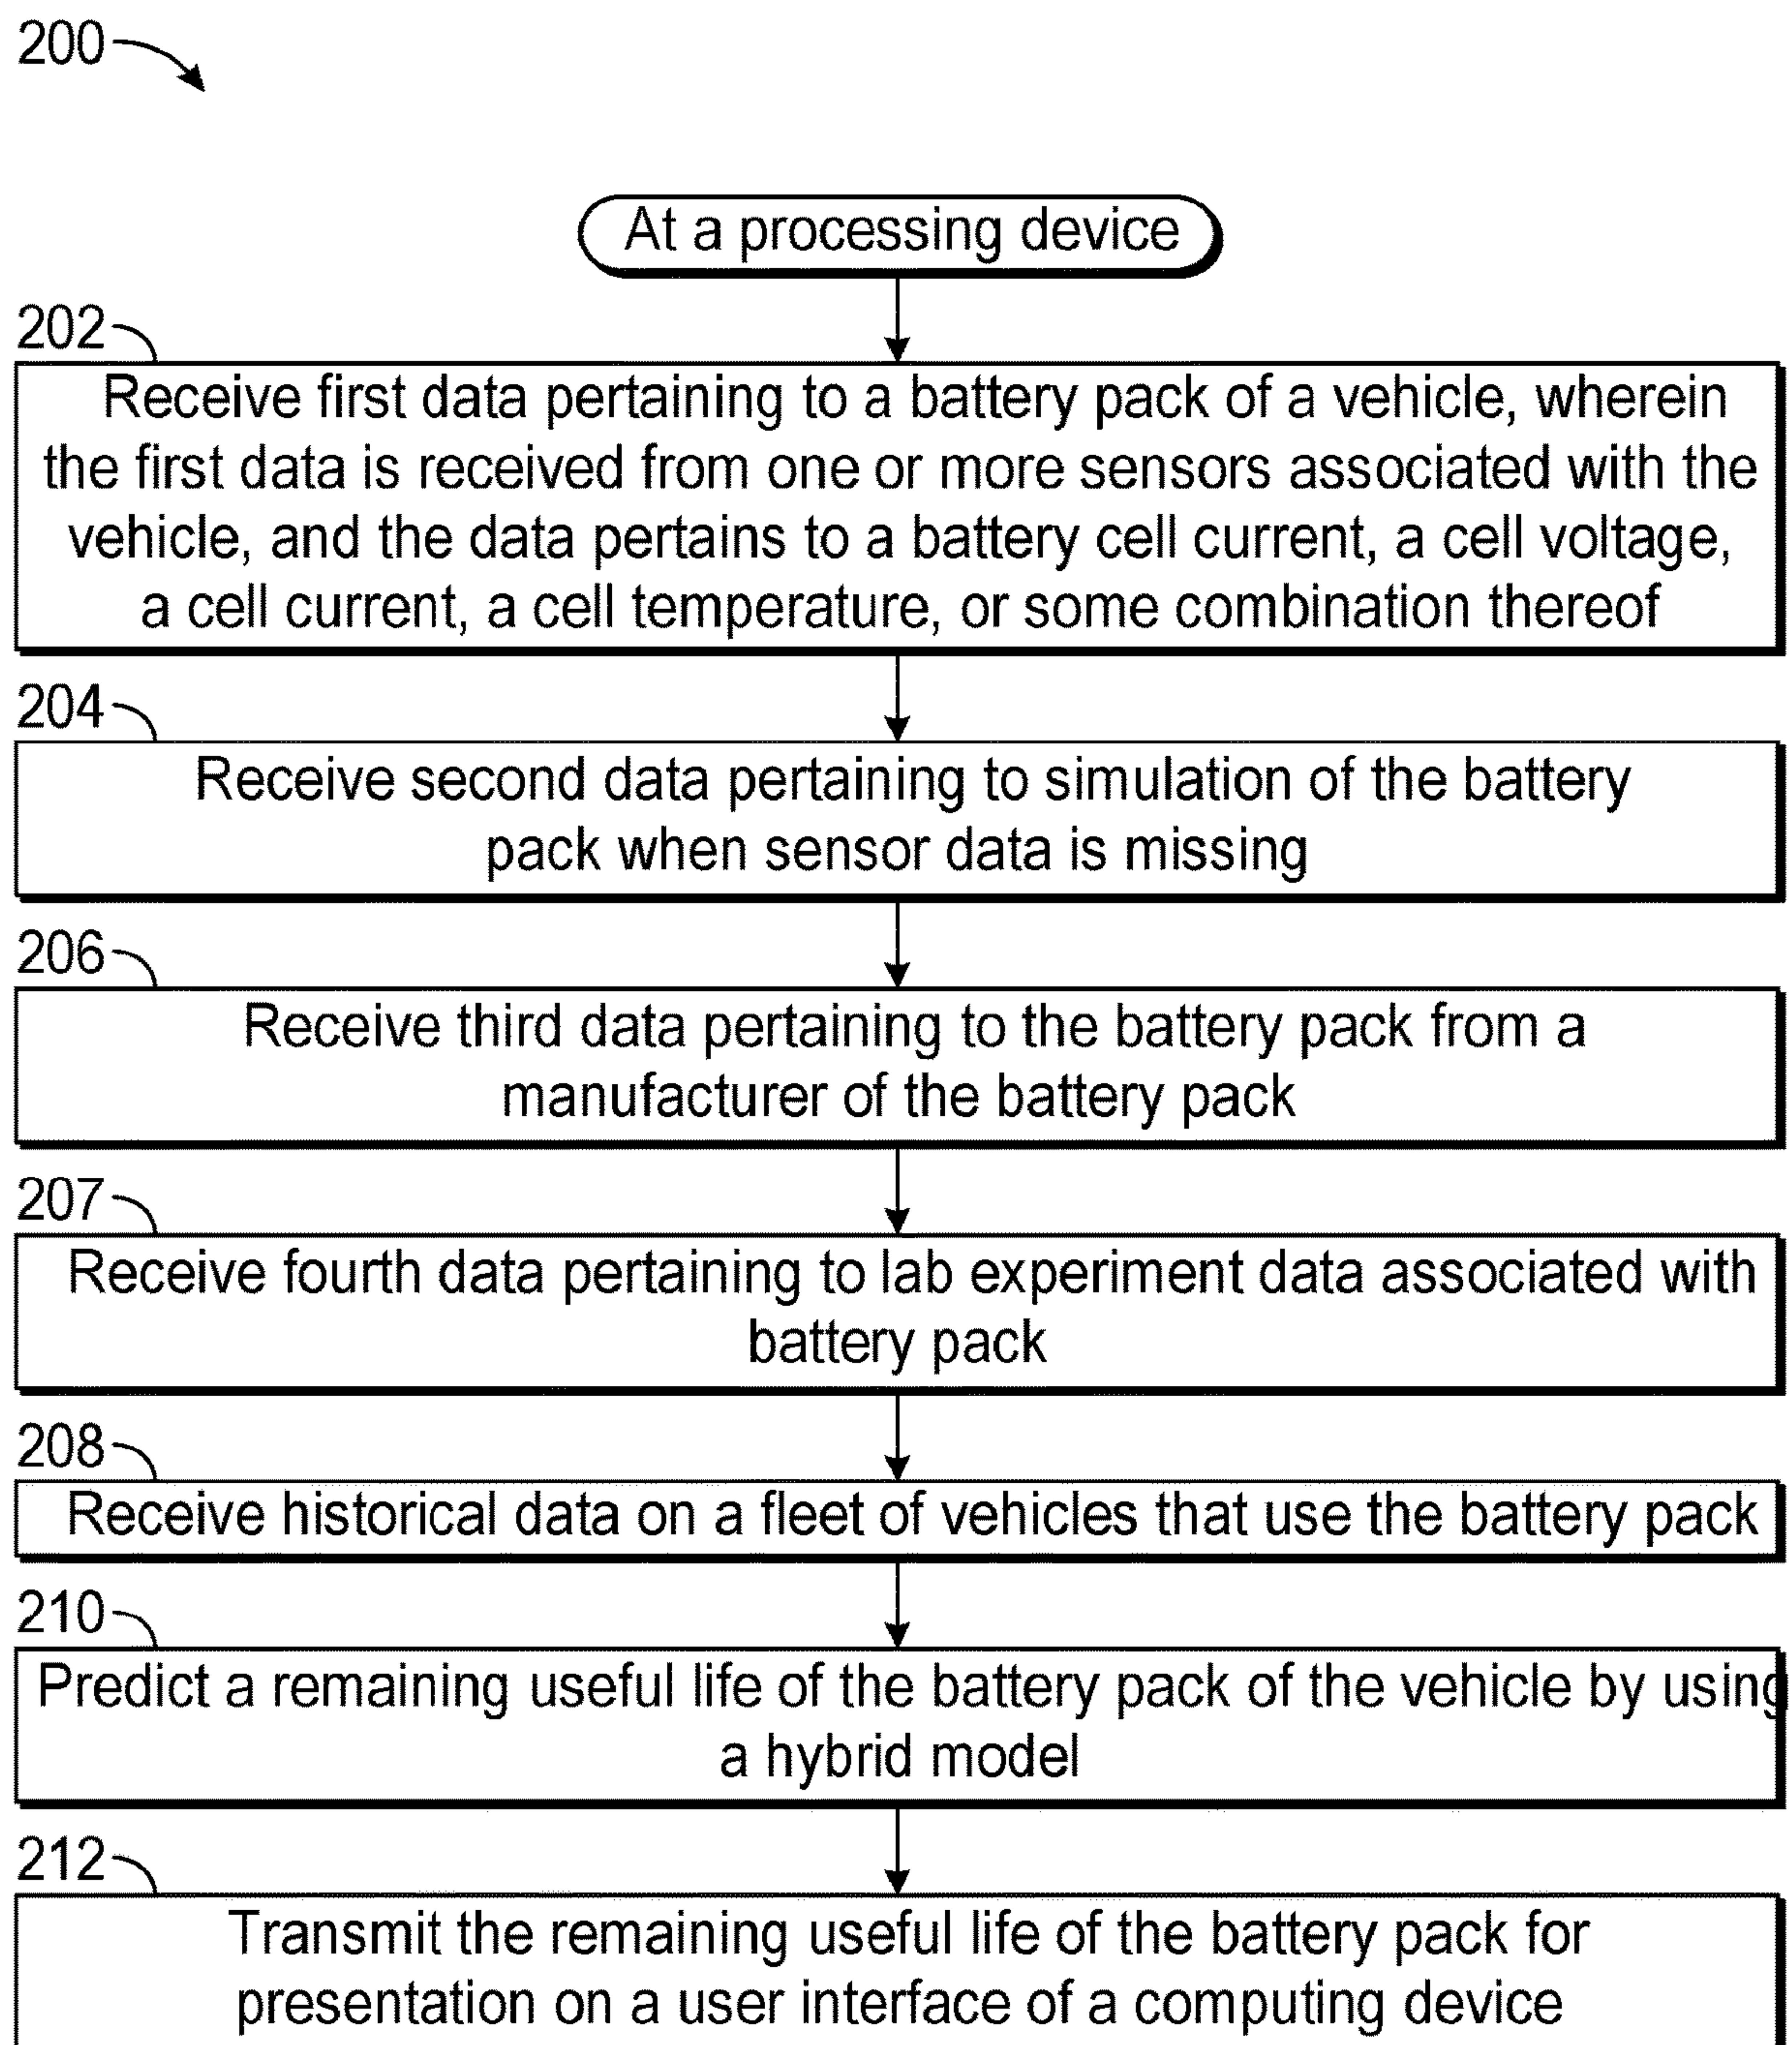 200
At a processing device
202
Receive first data pertaining to a battery pack of a vehicle, wherein
the first data is received from one or more sensors associated with the
vehicle, and the data pertains to a battery cell current, a cell voltage,
a cell current, a cell temperature, or some combination thereof
204
Receive second data pertaining to simulation of the battery
pack when sensor data is missing
206
Receive third data pertaining to the battery pack from a
manufacturer of the battery pack
207
Receive fourth data pertaining to lab experiment data associated with
battery pack
208
Receive historical data on a fleet of vehicles that use the battery pack
210
Predict a remaining useful life of the battery pack of the vehicle by using
a hybrid model
212
Transmit the remaining useful life of the battery pack for
presentation on a user interface of a computing device